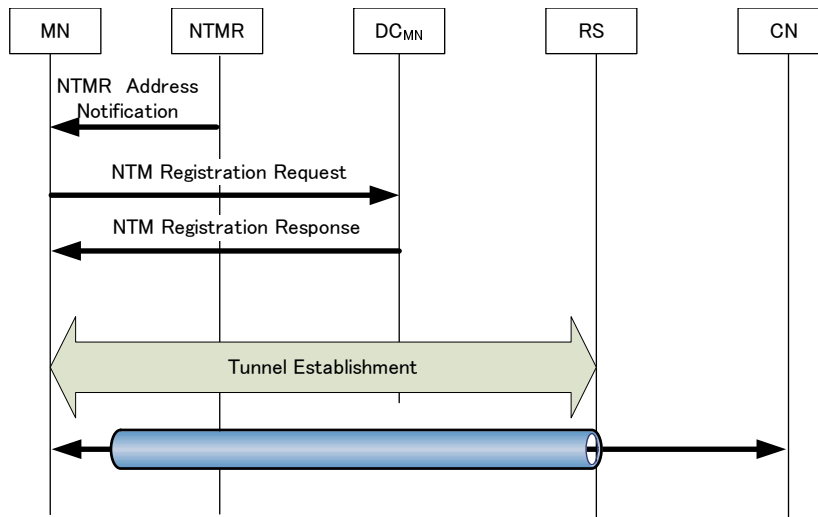 MN
NTMR
DCMN
RS
CN
NTMR Address
Notification
NTM Registration Request
NTM Registration Response
Tunnel Establishment